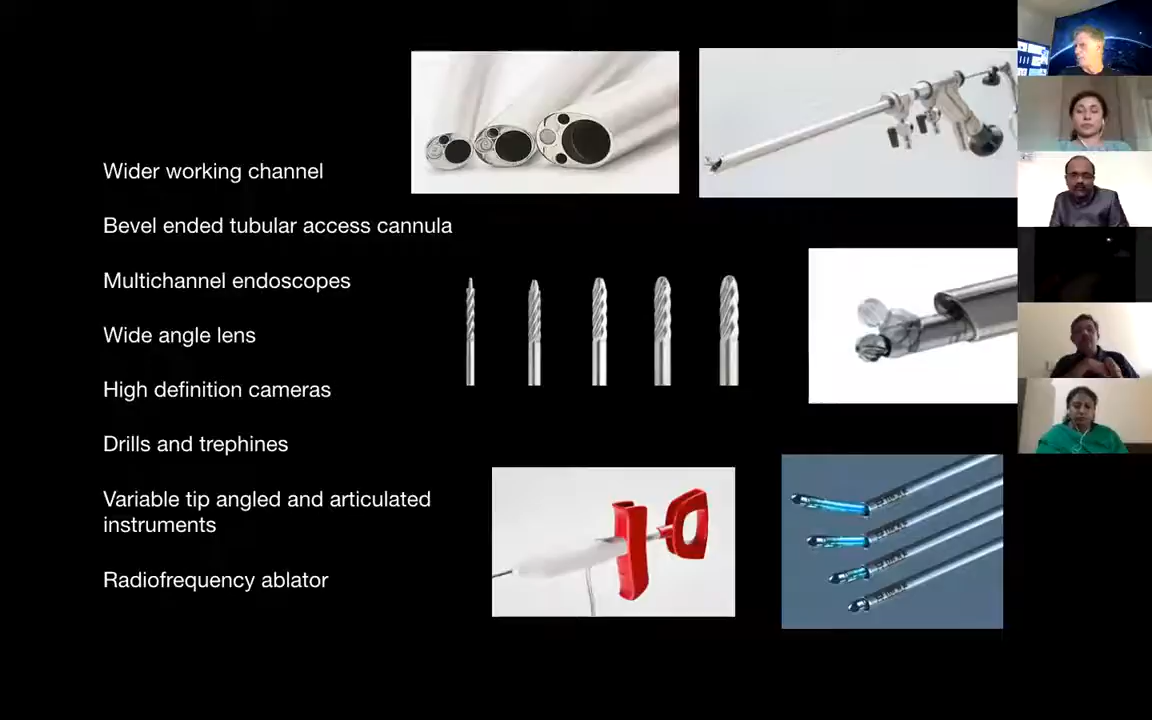 Wider working channel
Bevel ended tubular access cannula
Multichannel endoscopes
Wide angle lens
High definition cameras
Drills and trephines
Variable tip angled and articulated
instruments
Radiofrequency ablator